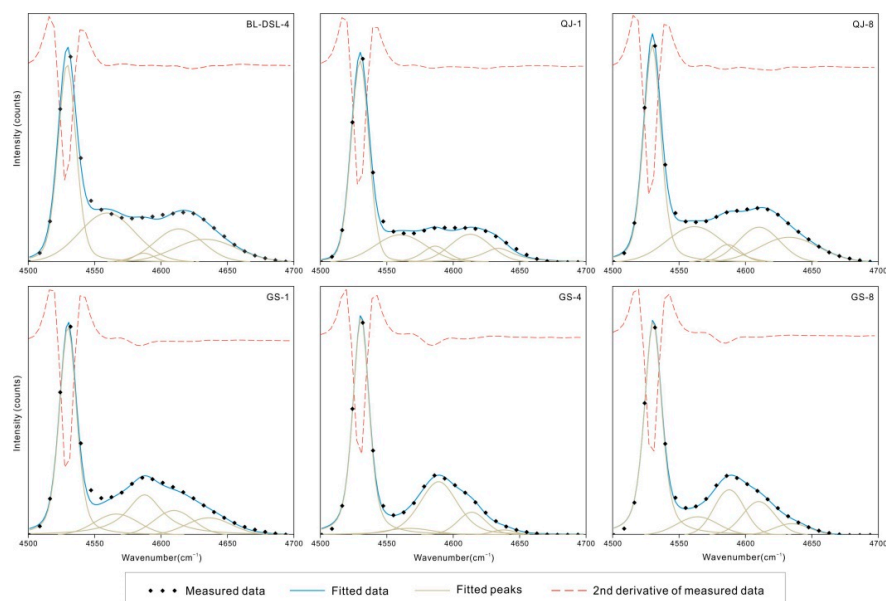 BL-DSL-4
QJ-1
QJ-8
Intensity (counts)
4500 4550 4600 4650 4700
4500 4550 4600 4650 4700
4500 4550 4600 4650 4700
GS-1
GS-4
GS-8
Intensity (counts)
4500 4550 4600 4650 4700
4500 4550 4600 4650 4700
4500 4550 4600 4650 4700
Wavenumber(cm⁻¹)
Wavenumber(cm⁻¹)
Wavenumber(cm⁻¹)
Measured data Fitted data Fitted peaks 2nd derivative of measured data